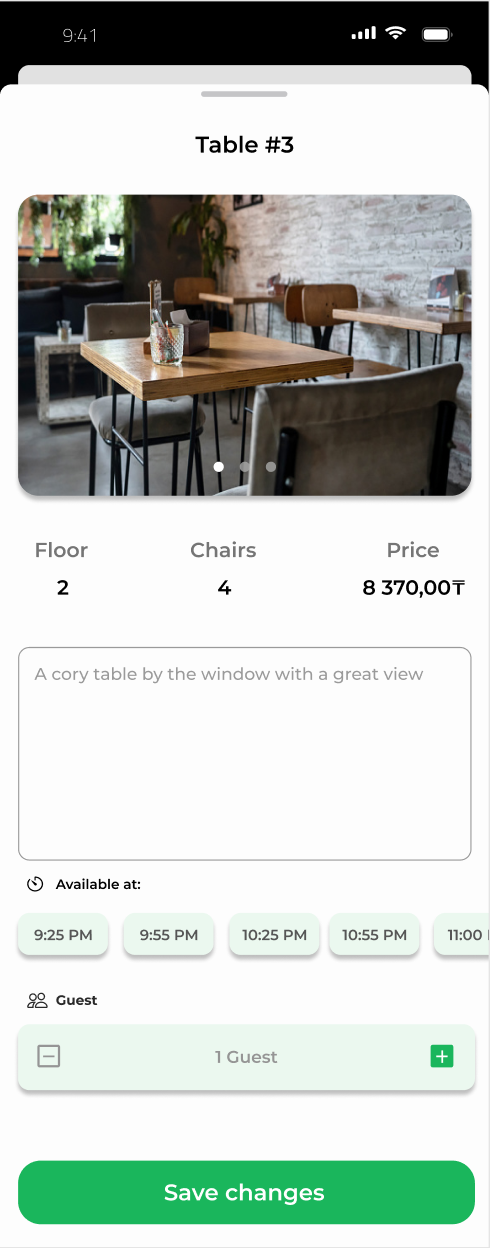 9:41
Table #3
Floor Chairs Price
2 4 8 370,00₸
A cory table by the window with a great view
Available at:
9:25 PM 9:55 PM 10:25 PM 10:55 PM 11:00
Guest
1 Guest
Save changes